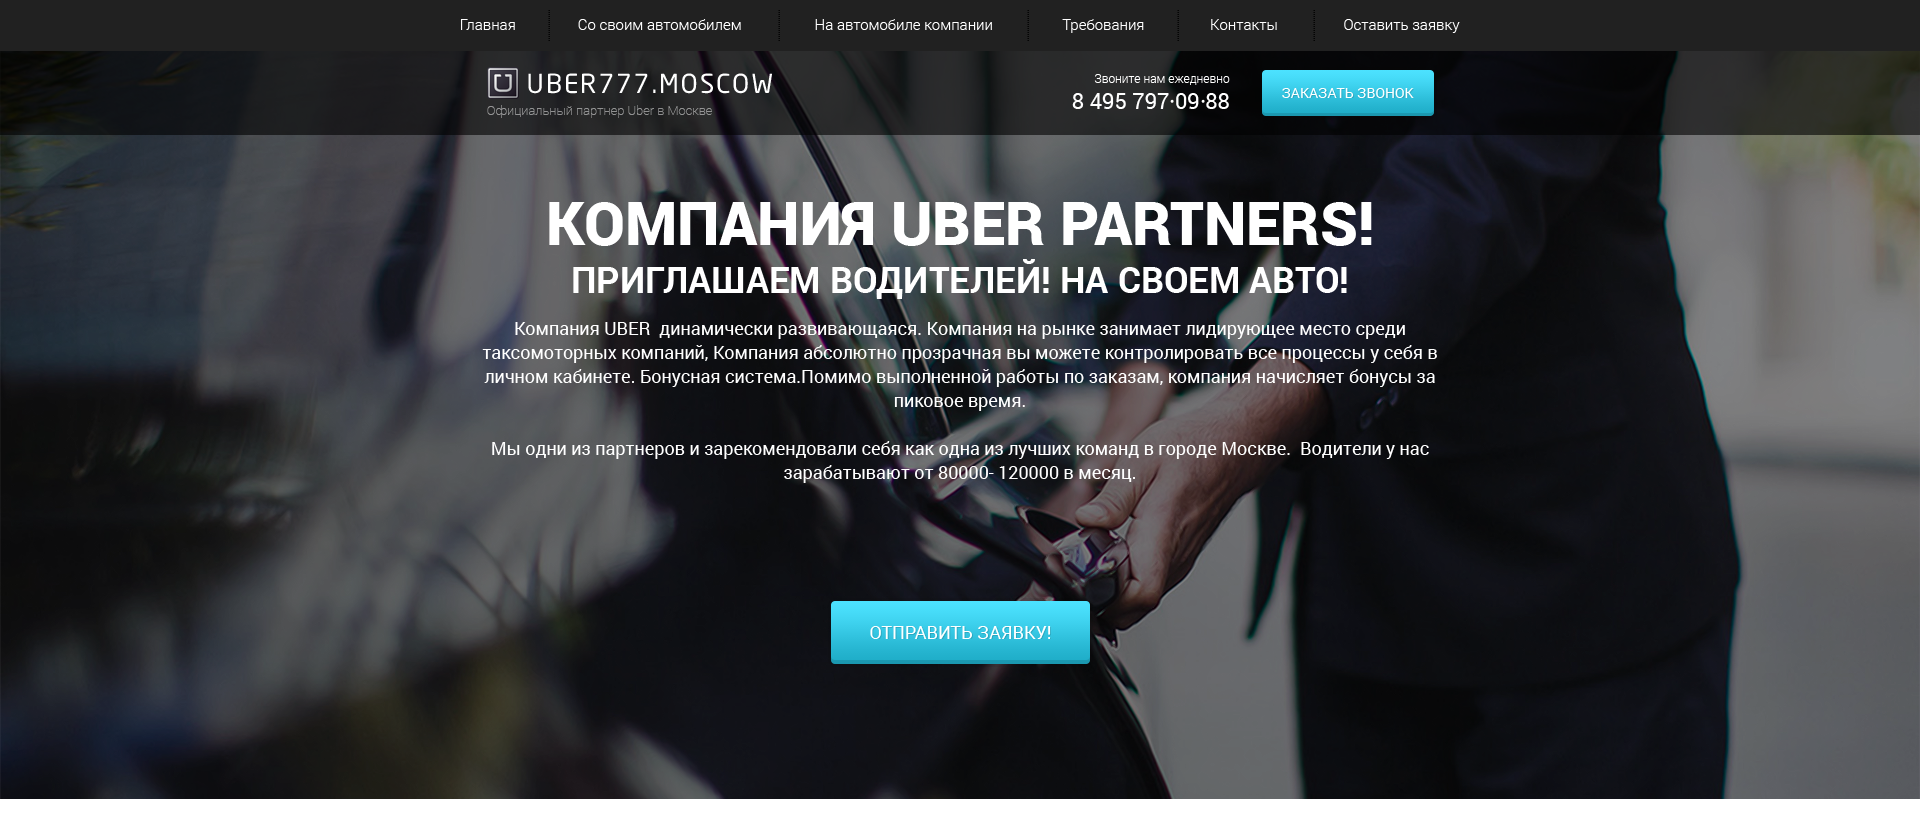 Главная
Со своим автомобилем
На автомобиле компании
Требования
Контакты
Оставить заявку
UBER777.MOSCOW
Официальный партнер Uber в Москве
Звоните нам ежедневно
8 495 797·09·88
ЗАКАЗАТЬ ЗВОНОК
КОМПАНИЯ UBER PARTNERS!
ПРИГЛАШАЕМ ВОДИТЕЛЕЙ! НА СВОЕМ АВТО!
Компания UBER  динамически развивающаяся. Компания на рынке занимает лидирующее место среди
таксомоторных компаний, Компания абсолютно прозрачная вы можете контролировать все процессы у себя в
личном кабинете. Бонусная система.Помимо выполненной работы по заказам, компания начисляет бонусы за
пиковое время.
Мы одни из партнеров и зарекомендовали себя как одна из лучших команд в городе Москве.  Водители у нас
зарабатывают от 80000- 120000 в месяц.
ОТПРАВИТЬ ЗАЯВКУ!